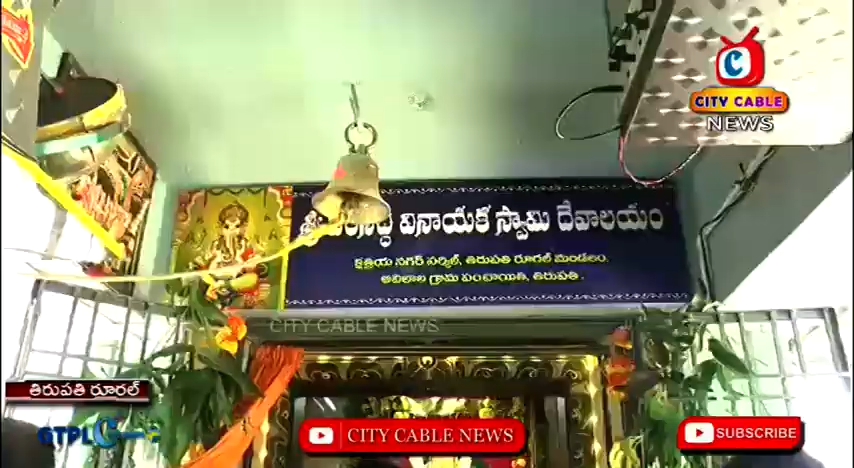 CITY CABLE
NEWS
వినాయక స్వామి దేవాలయం
క్షత్రియ నగర్ సర్కిల్, తిరుపతి రూరల్ మండలం.
అవిలాల గ్రామ పంచాయితి, తిరుపతి.
CITY CABLE NEWS
తిరుపతి రూరల్
GTPL
CITY CABLE NEWS
SUBSCRIBE